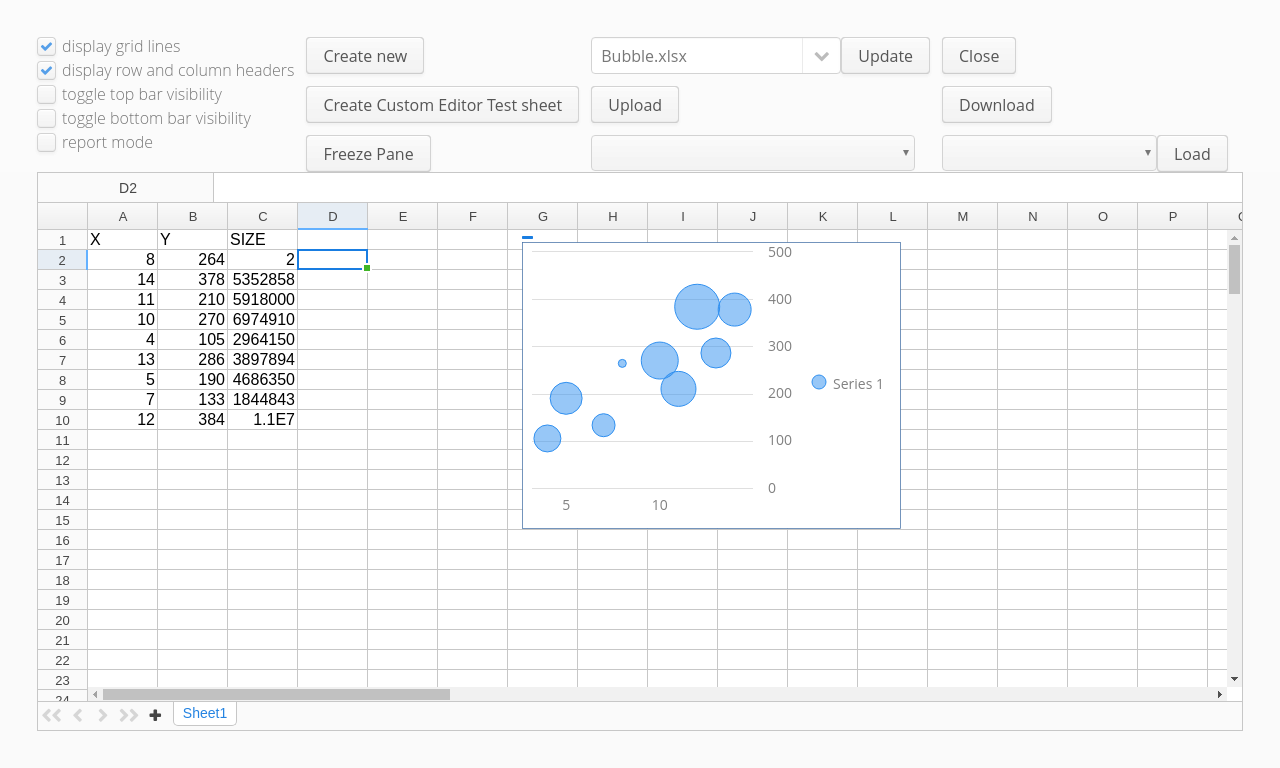 display grid lines
display row and column headers
toggle top bar visibility
toggle bottom bar visibility
report mode
Create new
Bubble.xlsx
Update
Close
Create Custom Editor Test sheet
Upload
Download
Freeze Pane
Load
D2
A B C D E F G H I J K L M N O P
1 X Y SIZE
2 8 264 2
3 14 378 5352858
4 11 210 5918000
5 10 270 6974910
6 4 105 2964150
7 13 286 3897894
8 5 190 4686350
9 7 133 1844843
10 12 384 1.1E7
11
12
13
14
15
16
17
18
19
20
21
22
23
24
500
400
300
200
100
0
5 10
Series 1
Sheet1